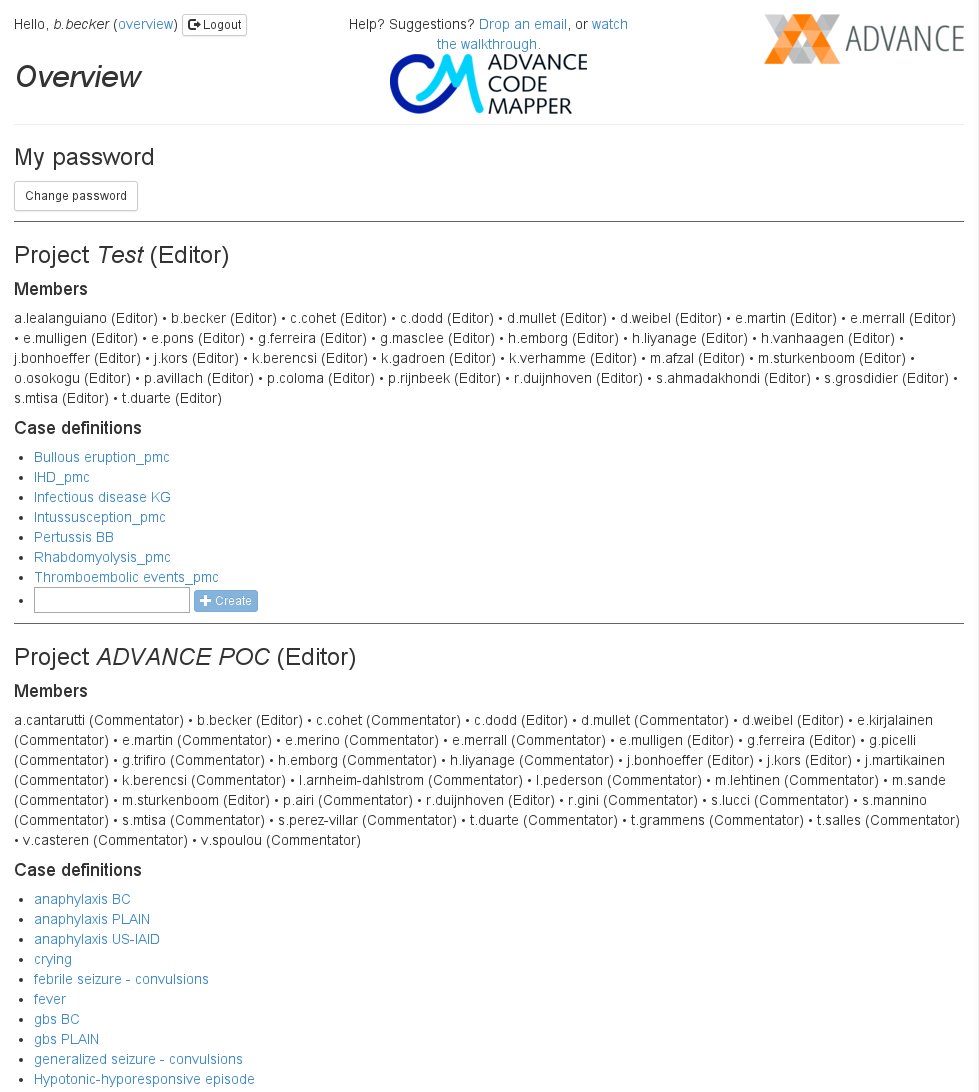 Hello, b.becker (overview) Logout
Help? Suggestions? Drop an email, or watch
the walkthrough.
ADVANCE
CODE
MAPPER
ADVANCE
Overview
My password
Change password
Project Test (Editor)
Members
a.lealanguiano (Editor) • b.becker (Editor) • c.cohet (Editor) • c.dodd (Editor) • d.mullet (Editor) • d.weibel (Editor) • e.martin (Editor) • e.merrall (Editor)
• e.mulligen (Editor) • e.pons (Editor) • g.ferreira (Editor) • g.masclee (Editor) • h.emborg (Editor) • h.liyanage (Editor) • h.vanhaagen (Editor) •
j.bonhoeffer (Editor) • j.kors (Editor) • k.berencsi (Editor) • k.gadroen (Editor) • k.verhamme (Editor) • m.afzal (Editor) • m.sturkenboom (Editor) •
o.osokogu (Editor) • p.avillach (Editor) • p.coloma (Editor) • p.rijnbeek (Editor) • r.duijnhoven (Editor) • s.ahmadakhondi (Editor) • s.grosdidier (Editor) •
s.mtisa (Editor) • t.duarte (Editor)
Case definitions
• Bullous eruption_pmc
• IHD_pmc
• Infectious disease KG
• Intussusception_pmc
• Pertussis BB
• Rhabdomyolysis_pmc
• Thromboembolic events_pmc
• Create
Project ADVANCE POC (Editor)
Members
a.cantarutti (Commentator) • b.becker (Editor) • c.cohet (Commentator) • c.dodd (Editor) • d.mullet (Commentator) • d.weibel (Editor) • e.kirjalainen
(Commentator) • e.martin (Commentator) • e.merino (Commentator) • e.merrall (Commentator) • e.mulligen (Editor) • g.ferreira (Editor) • g.picelli
(Commentator) • g.trifiro (Commentator) • h.emborg (Commentator) • h.liyanage (Commentator) • j.bonhoeffer (Editor) • j.kors (Editor) • j.martikainen
(Commentator) • k.berencsi (Commentator) • l.arnheim-dahlstrom (Commentator) • l.pederson (Commentator) • m.lehtinen (Commentator) • m.sande
(Commentator) • m.sturkenboom (Editor) • p.airi (Commentator) • r.duijnhoven (Editor) • r.gini (Commentator) • s.lucci (Commentator) • s.mannino
(Commentator) • s.mtisa (Commentator) • s.perez-villar (Commentator) • t.duarte (Commentator) • t.grammens (Commentator) • t.salles (Commentator)
• v.casteren (Commentator) • v.spoulou (Commentator)
Case definitions
• anaphylaxis BC
• anaphylaxis PLAIN
• anaphylaxis US-IAID
• crying
• febrile seizure - convulsions
• fever
• gbs BC
• gbs PLAIN
• generalized seizure - convulsions
• Hypotonic-hyporesponsive episode